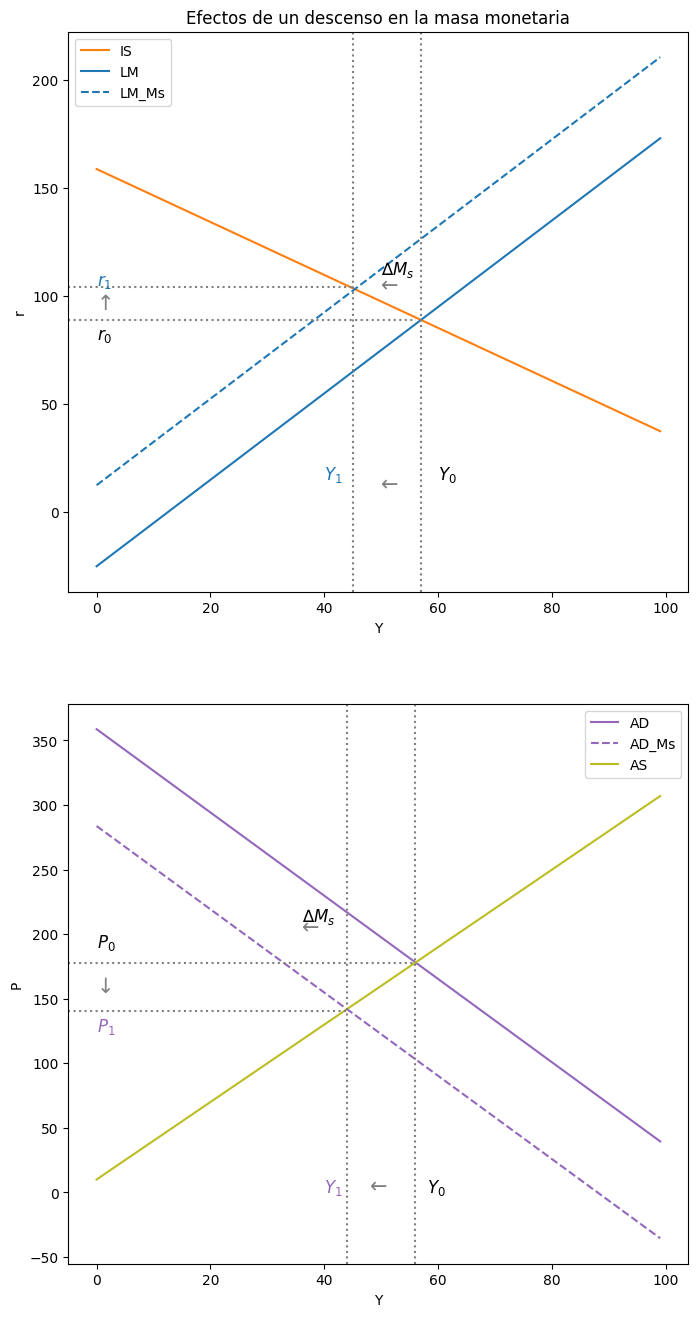 Efectos de un descenso en la masa monetaria
IS
LM
LM_Ms
200
150
100
50
0
r
r₁
↑
r₀
ΔMₛ
←
Y₁
←
Y₀
0
20
40
60
80
100
Y
AD
AD_Ms
AS
350
300
250
200
150
100
50
0
−50
P
ΔMₛ
←
P₀
↓
P₁
Y₁
←
Y₀
0
20
40
60
80
100
Y